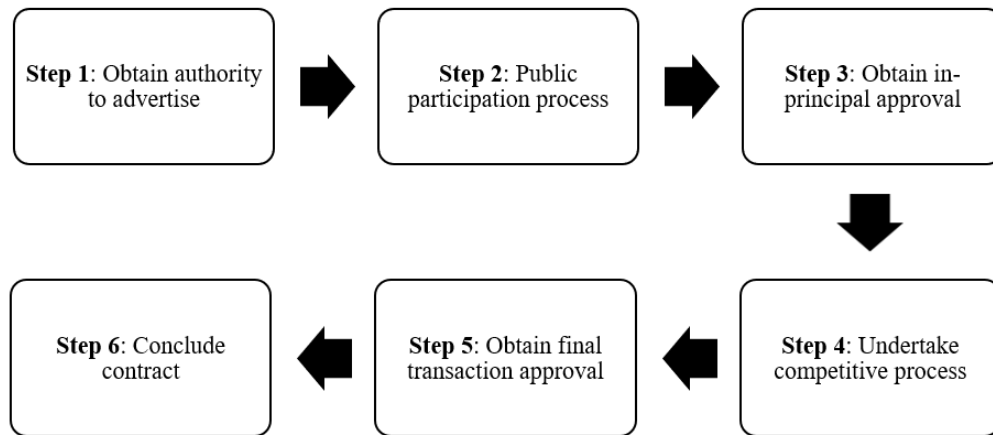 Step 1: Obtain authority
to advertise
Step 2: Public
participation process
Step 3: Obtain in-
principal approval
Step 4: Undertake
competitive process
Step 5: Obtain final
transaction approval
Step 6: Conclude
contract